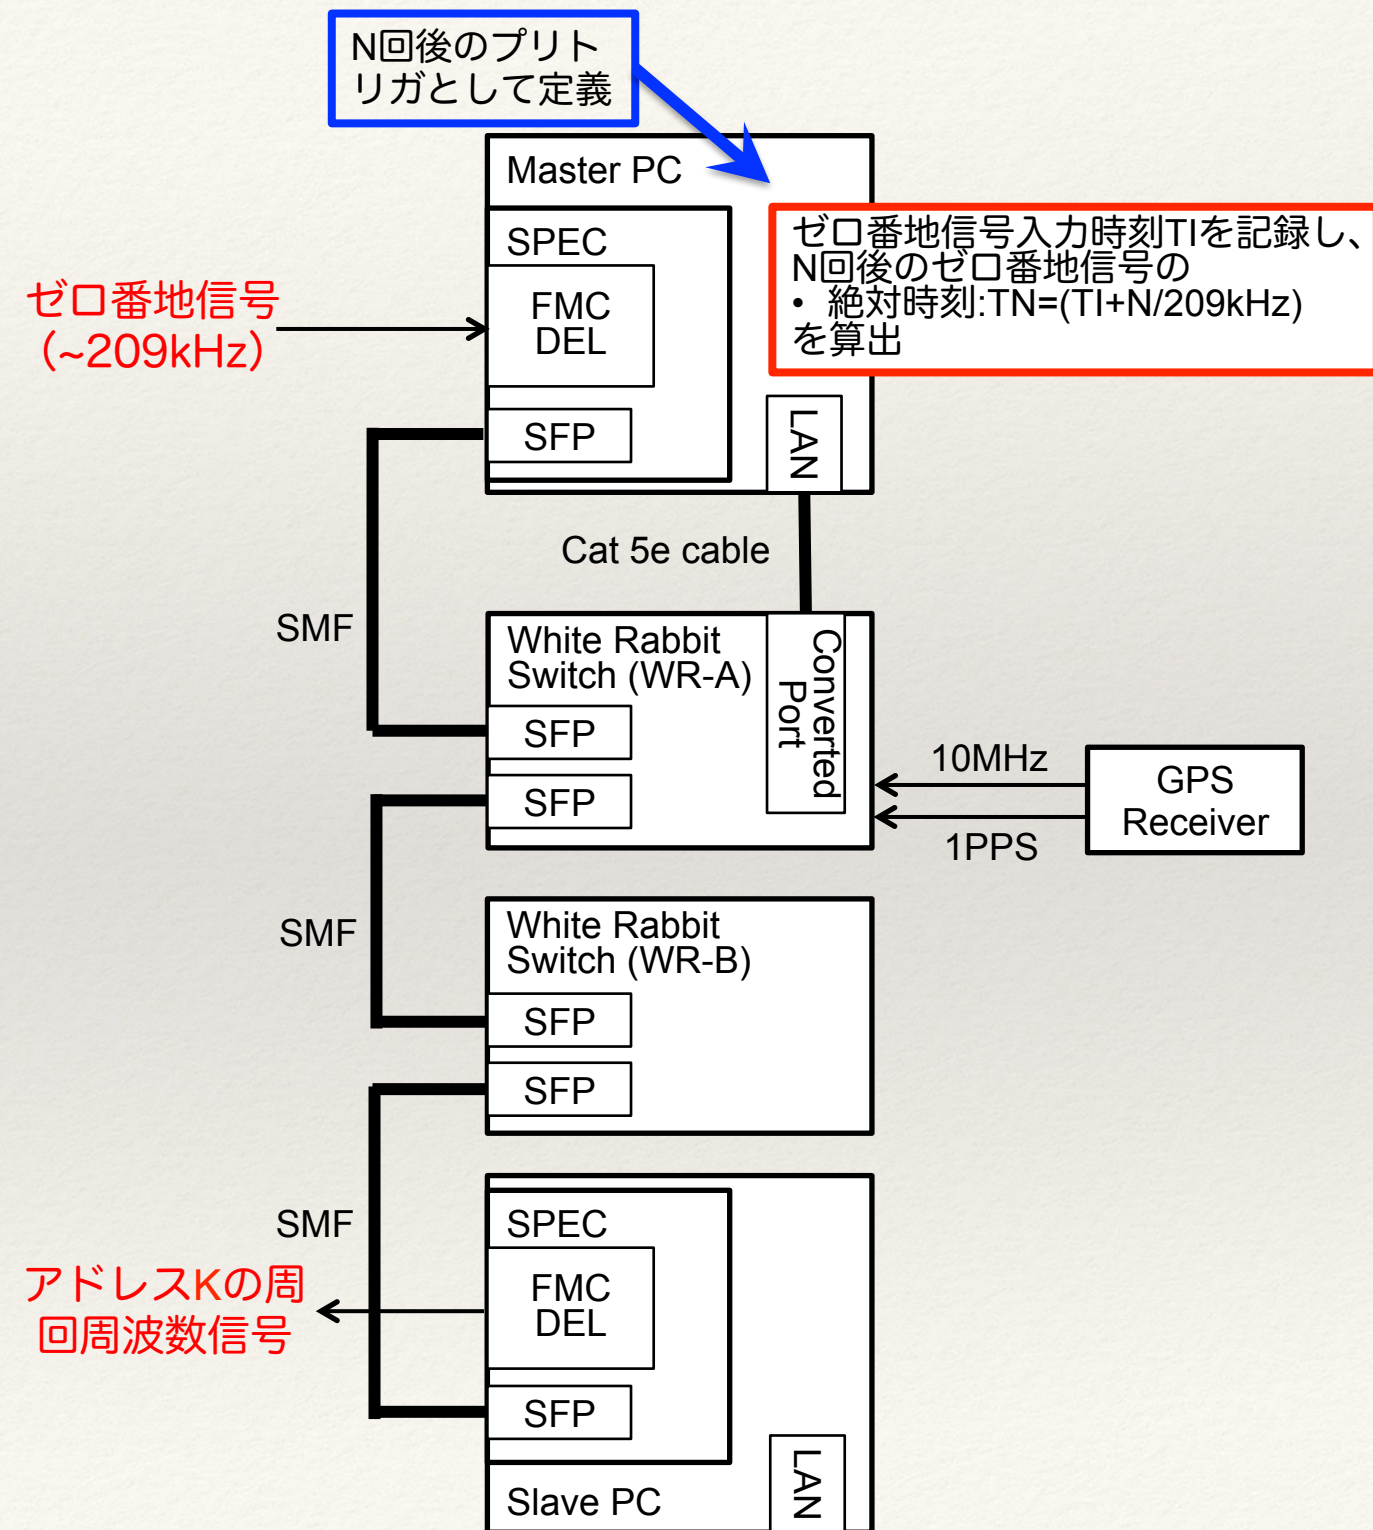 N回後のプリト
リガとして定義
Master PC
SPEC
FMC
DEL
SFP
LAN
ゼロ番地信号
(~209kHz)
ゼロ番地信号入力時刻TIを記録し、
N回後のゼロ番地信号の
• 絶対時刻:TN=(TI+N/209kHz)
を算出
Cat 5e cable
SMF
White Rabbit
Switch (WR-A)
SFP
SFP
Converted
Port
10MHz
1PPS
GPS
Receiver
SMF
White Rabbit
Switch (WR-B)
SFP
SFP
SMF
SPEC
FMC
DEL
SFP
アドレスKの周
回周波数信号
Slave PC
LAN